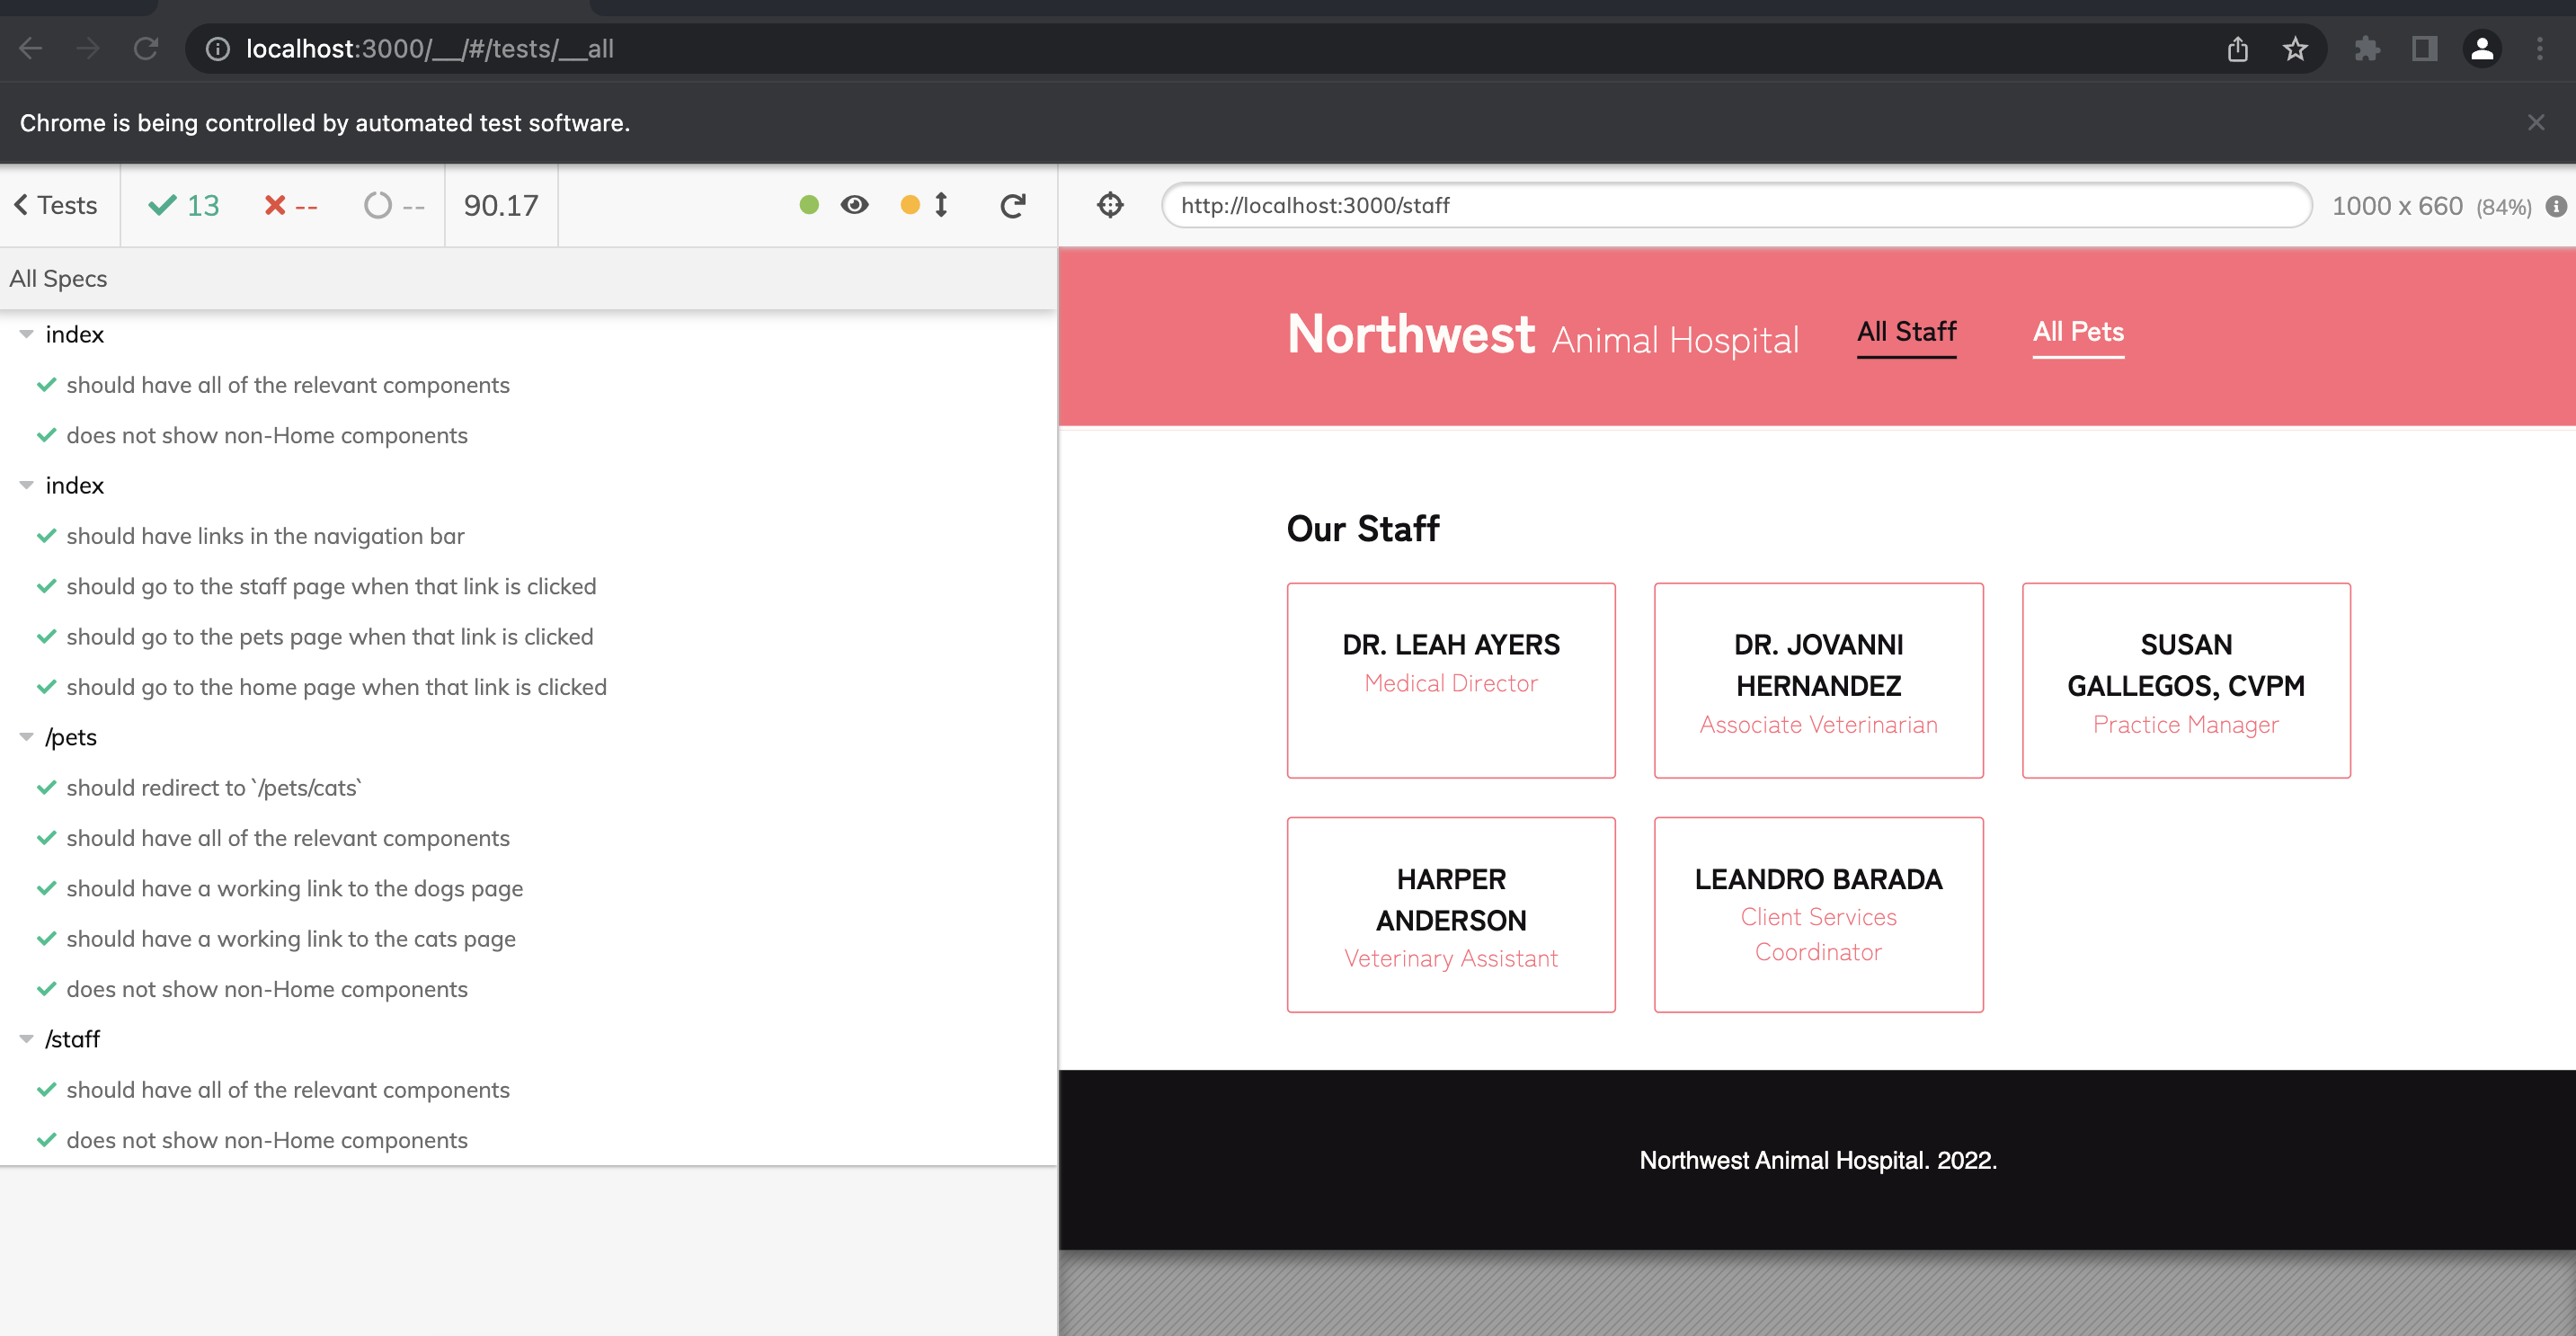 localhost:3000/__/#/tests/__all
Chrome is being controlled by automated test software.
Tests 13 -- -- 90.17
http://localhost:3000/staff 1000 x 660 (84%)
All Specs
index
should have all of the relevant components
does not show non-Home components
index
should have links in the navigation bar
should go to the staff page when that link is clicked
should go to the pets page when that link is clicked
should go to the home page when that link is clicked
/pets
should redirect to `/pets/cats`
should have all of the relevant components
should have a working link to the dogs page
should have a working link to the cats page
does not show non-Home components
/staff
should have all of the relevant components
does not show non-Home components
Northwest Animal Hospital All Staff All Pets
Our Staff
DR. LEAH AYERS
Medical Director
DR. JOVANNI
HERNANDEZ
Associate Veterinarian
SUSAN
GALLEGOS, CVPM
Practice Manager
HARPER
ANDERSON
Veterinary Assistant
LEANDRO BARADA
Client Services
Coordinator
Northwest Animal Hospital. 2022.